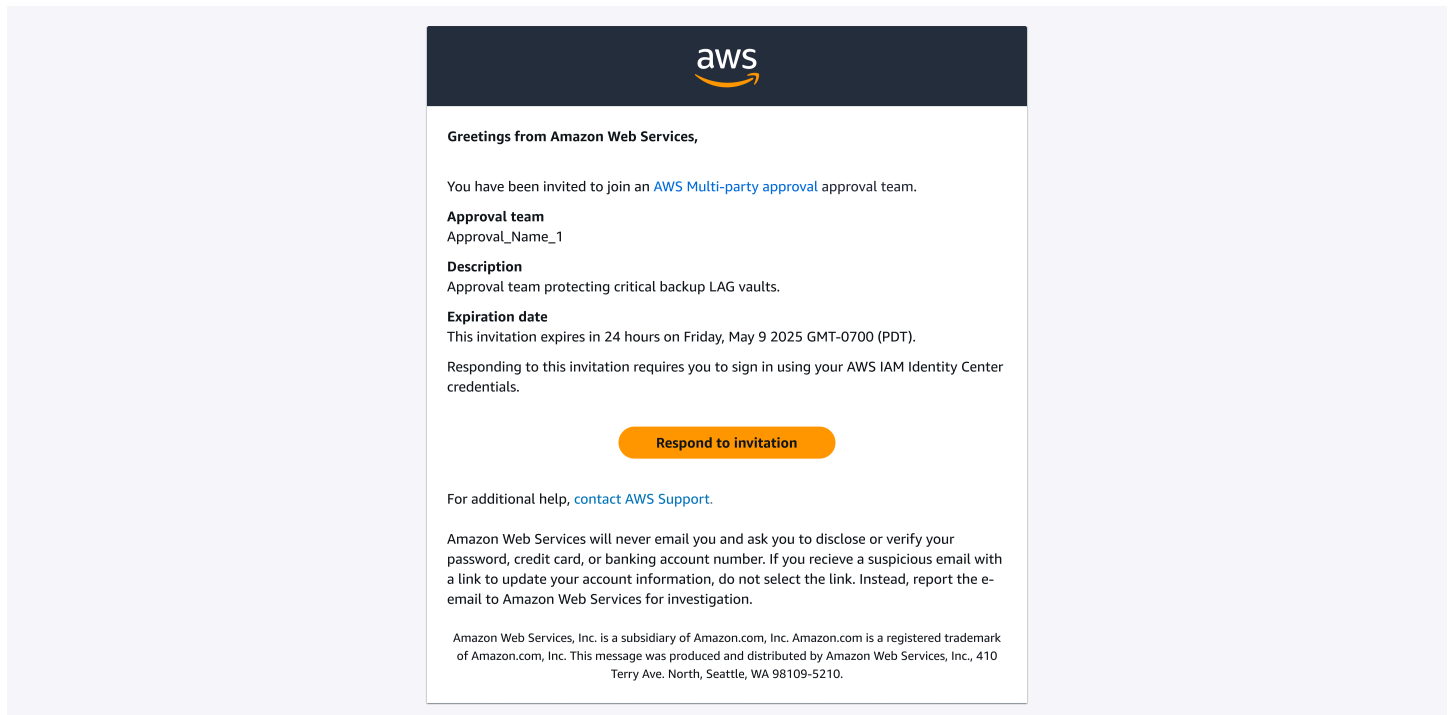 aws
Greetings from Amazon Web Services,
You have been invited to join an AWS Multi-party approval approval team.
Approval team
Approval_Name_1
Description
Approval team protecting critical backup LAG vaults.
Expiration date
This invitation expires in 24 hours on Friday, May 9 2025 GMT-0700 (PDT).
Responding to this invitation requires you to sign in using your AWS IAM Identity Center
credentials.
Respond to invitation
For additional help, contact AWS Support.
Amazon Web Services will never email you and ask you to disclose or verify your
password, credit card, or banking account number. If you recieve a suspicious email with
a link to update your account information, do not select the link. Instead, report the e-
email to Amazon Web Services for investigation.
Amazon Web Services, Inc. is a subsidiary of Amazon.com, Inc. Amazon.com is a registered trademark
of Amazon.com, Inc. This message was produced and distributed by Amazon Web Services, Inc., 410
Terry Ave. North, Seattle, WA 98109-5210.